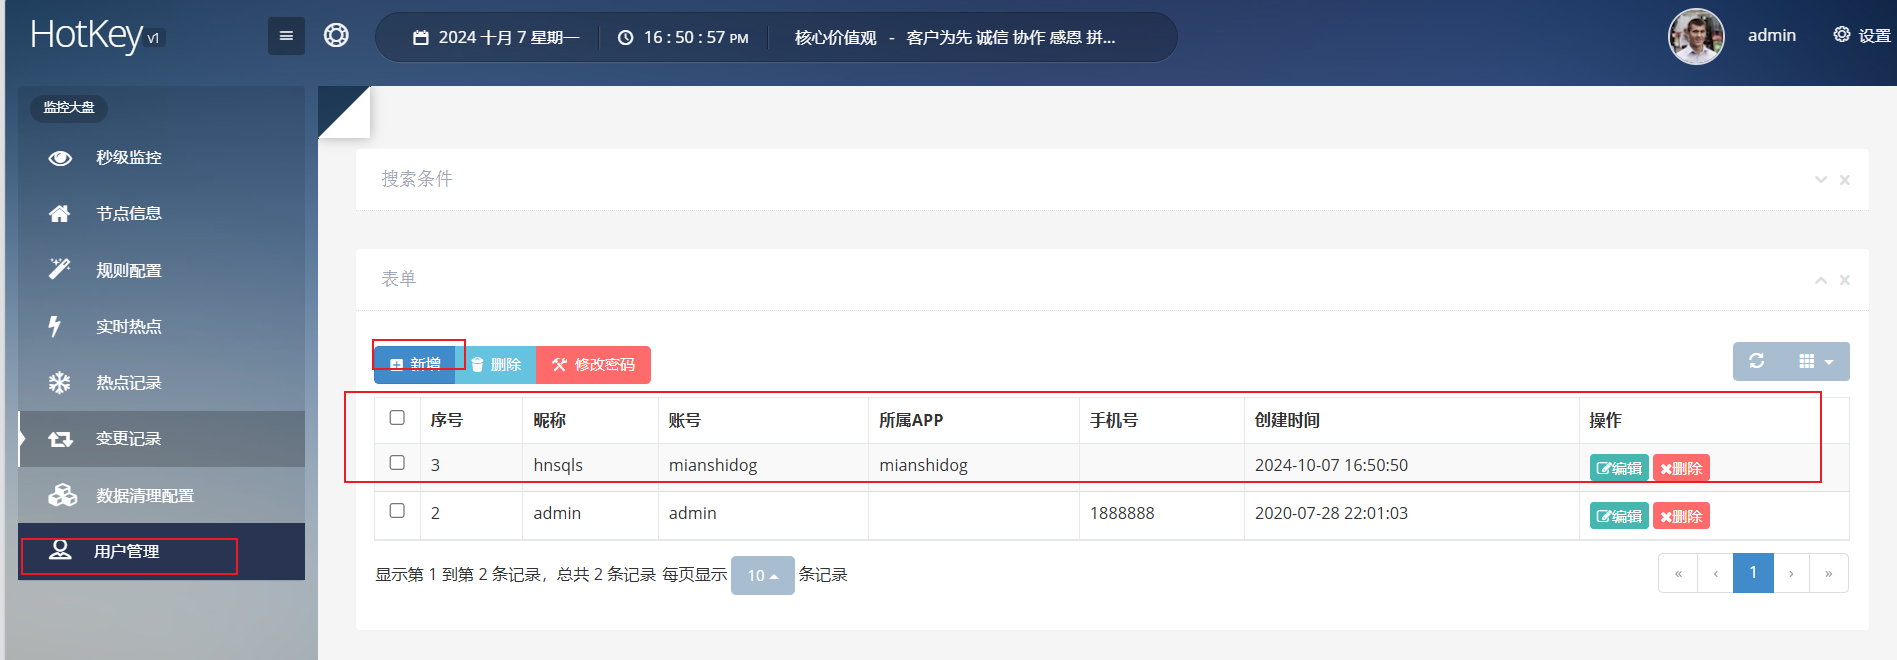 HotKey v1
2024 十月 7 星期一
16 : 50 : 57 PM
核心价值观 - 客户为先 诚信 协作 感恩 拼...
admin
设置
监控大盘
秒级监控
节点信息
规则配置
实时热点
热点记录
变更记录
数据清理配置
用户管理
搜索条件
表单
新增 删除 修改密码
序号 昵称 账号 所属APP 手机号 创建时间 操作
3 hnsqls mianshidog mianshidog 2024-10-07 16:50:50 编辑 删除
2 admin admin 1888888 2020-07-28 22:01:03 编辑 删除
显示第 1 到第 2 条记录，总共 2 条记录 每页显示 10 条记录
« ‹ 1 › »